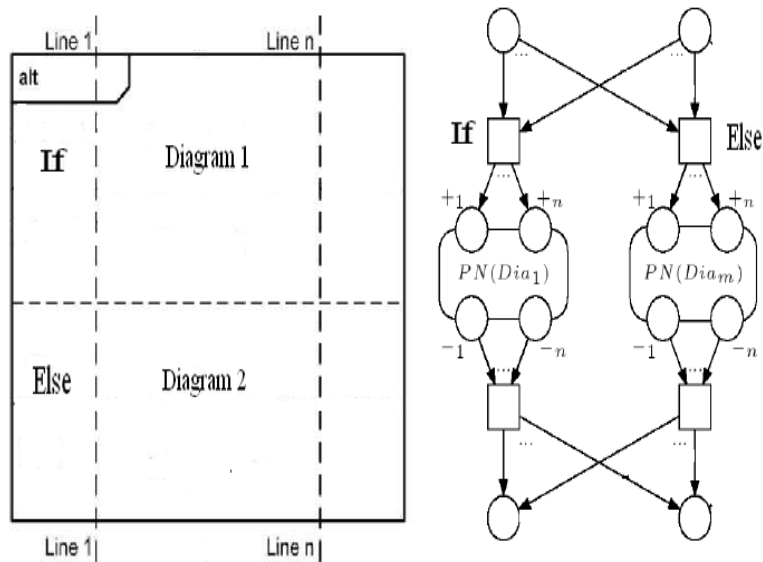 Line 1 Line n
alt
If Diagram 1
Else Diagram 2
Line 1 Line n
... ...
If Else
... ...
+1 +n +1 +n
PN(Dia1) PN(Diam)
-1 -n -1 -n
... ...
... ...